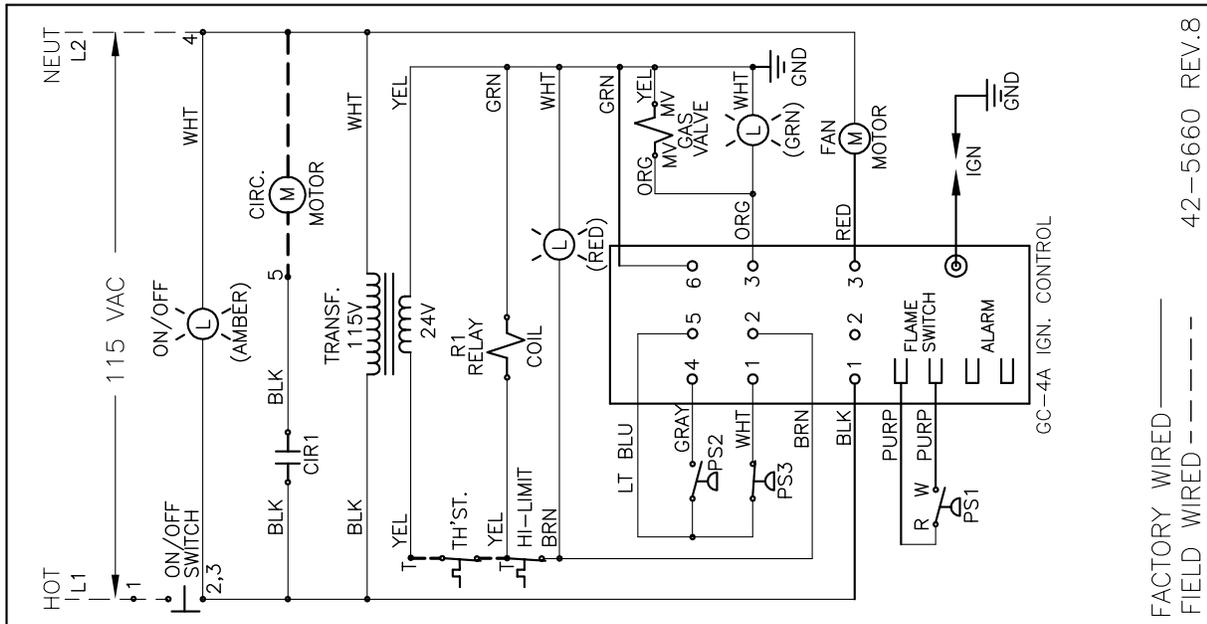 HOT
L1
115 VAC
NEUT
L2
1
ON/OFF
SWITCH
2,3
ON/OFF
L
(AMBER)
WHT
4
BLK
CIR1
BLK
5
CIRC.
M
MOTOR
BLK
TRANSF.
115V
24V
WHT
YEL
YEL
T
TH'ST.
YEL
R1
RELAY
COIL
GRN
T
HI-LIMIT
BRN
L
(RED)
WHT
GRN
LT BLU
GRAY
PS2
WHT
PS3
BRN
BLK
PURP
PURP
R W
PS1
4 5 6
1 2 3
1 2 3
FLAME
SWITCH
ALARM
GC-4A IGN. CONTROL
ORG
YEL
MV
MV
GAS
VALVE
ORG
L
WHT
(GRN)
GND
RED
FAN
M
MOTOR
IGN
GND
FACTORY WIRED
FIELD WIRED
42-5660 REV.8